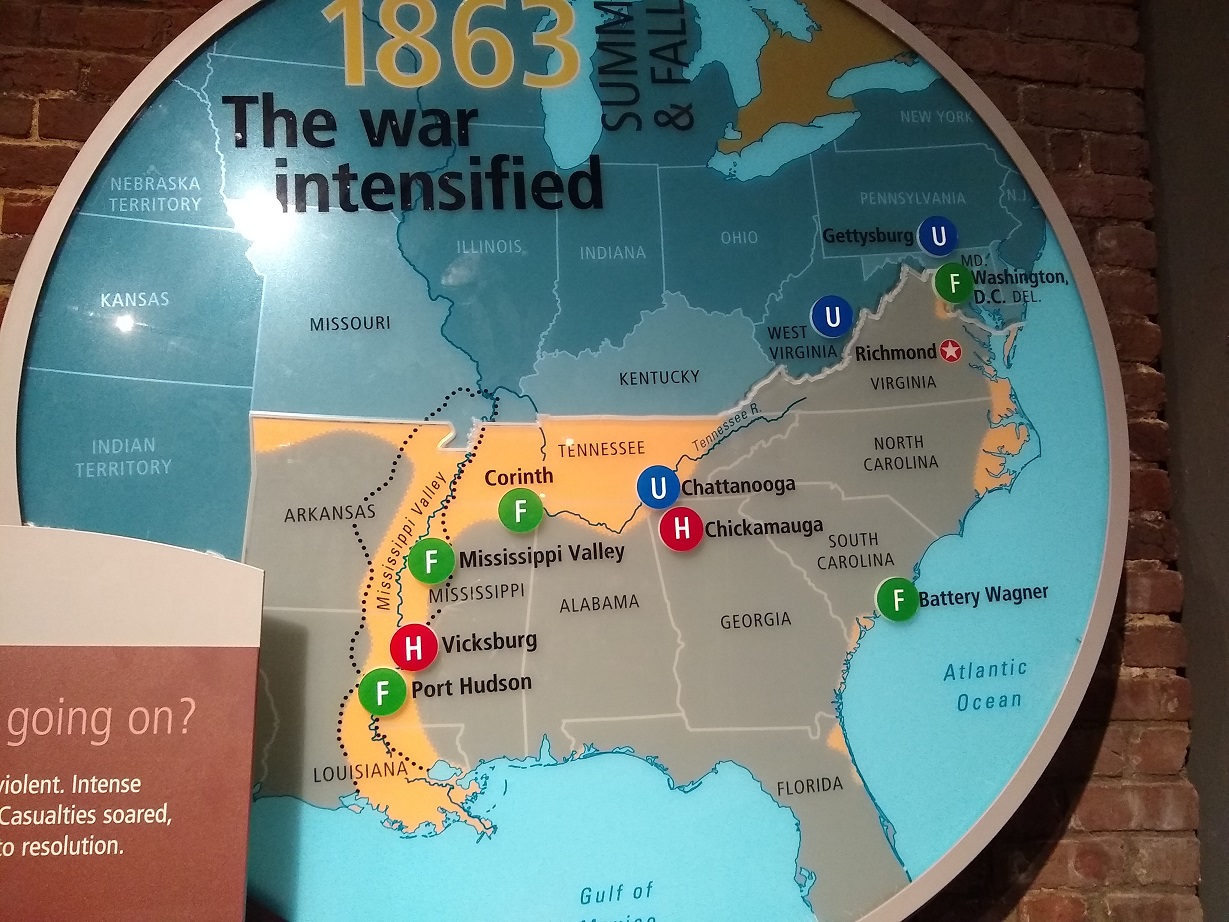 1863
SUMM
& FALL
The war
intensified
NEW YORK
NEBRASKA
TERRITORY
PENNSYLVANIA
N.J.
ILLINOIS
INDIANA
OHIO
Gettysburg U
MD.
F Washington,
D.C. DEL.
KANSAS
MISSOURI
U
WEST
VIRGINIA
Richmond
KENTUCKY
VIRGINIA
Tennessee R.
INDIAN
TERRITORY
TENNESSEE
NORTH
CAROLINA
Corinth
F
U Chattanooga
H Chickamauga
ARKANSAS
Mississippi Valley
F Mississippi Valley
SOUTH
CAROLINA
MISSISSIPPI
ALABAMA
GEORGIA
F Battery Wagner
H Vicksburg
F Port Hudson
Atlantic
Ocean
LOUISIANA
FLORIDA
Gulf of
going on?
violent. Intense
Casualties soared,
to resolution.